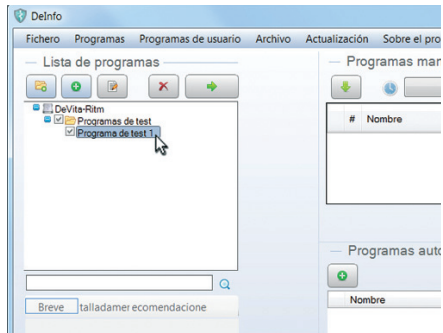 DeInfo
Fichero Programas Programas de usuario Archivo Actualización Sobre el pro
Lista de programas
Programas man
DeVita-Ritm
Programas de test
Programa de test 1
# Nombre
Programas auto
Breve talladamer ecomendacione
Nombre